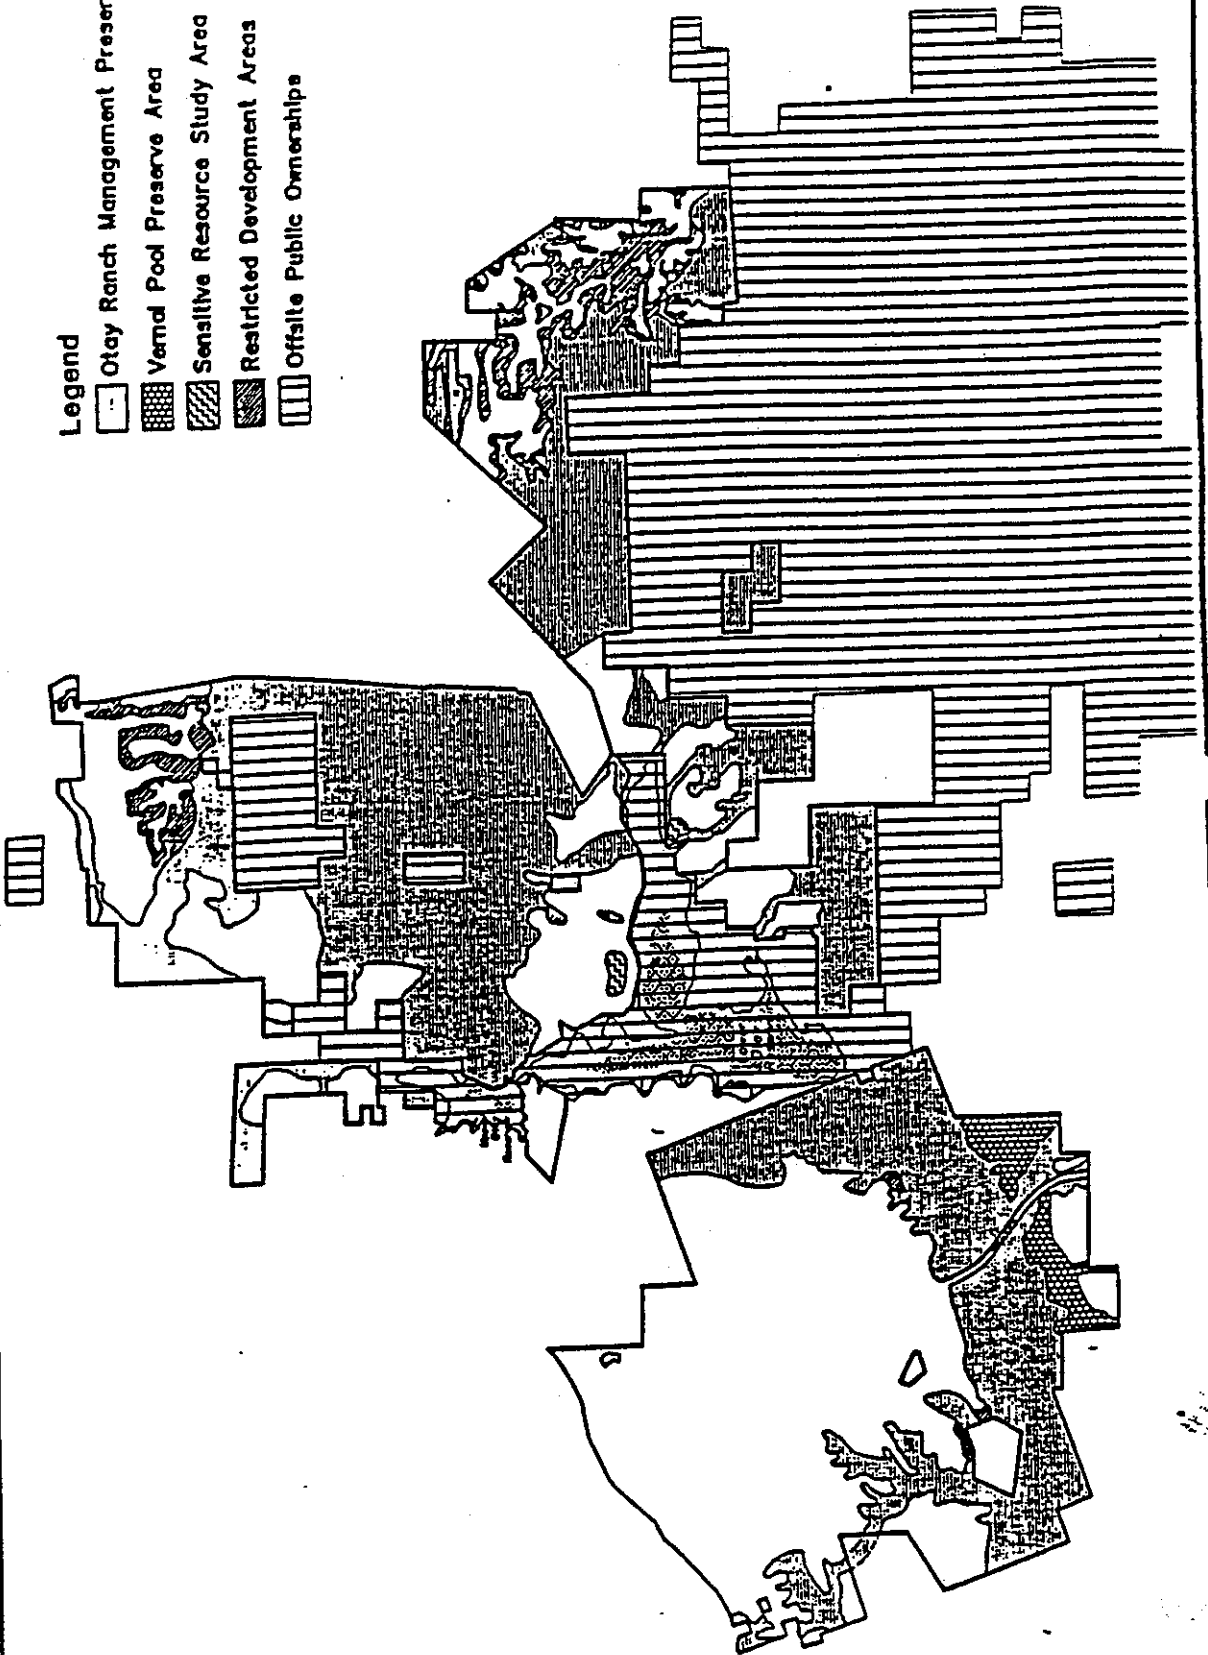 Legend
Otay Ranch Management Preser
Vernal Pool Preserve Area
Sensitive Resource Study Area
Restricted Development Areas
Offsite Public Ownerships